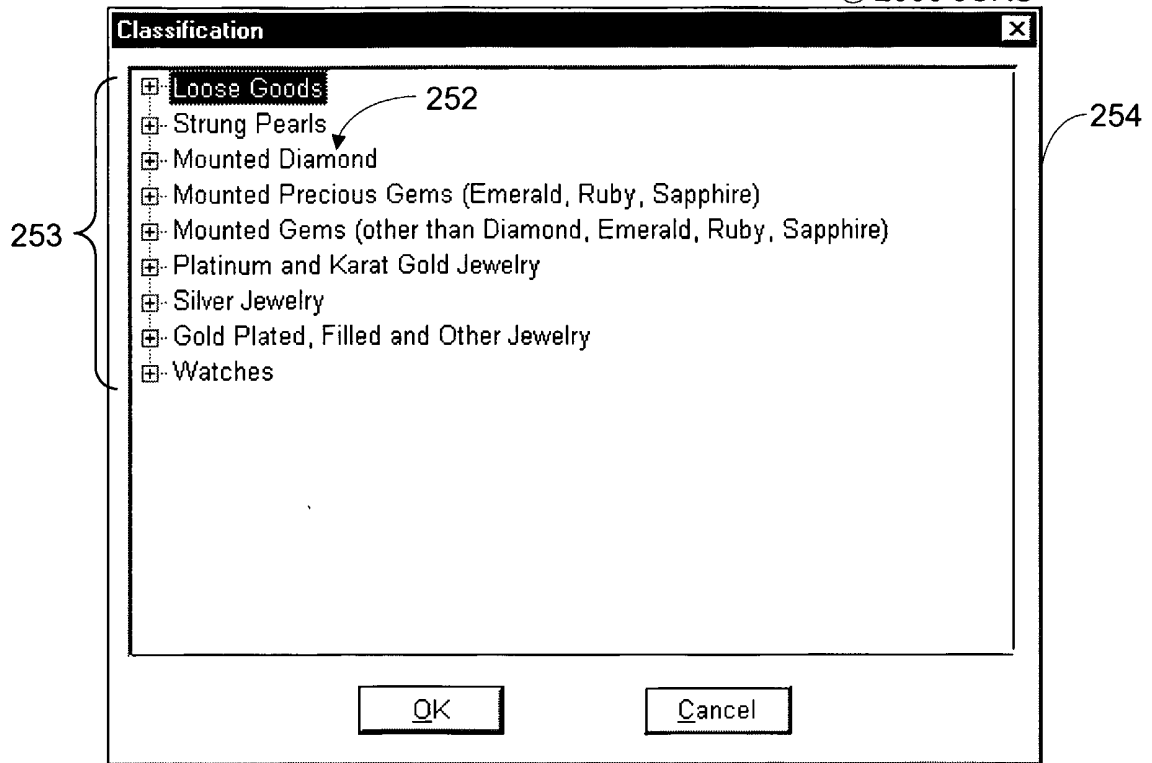 Classification
Loose Goods
252
254
Strung Pearls
Mounted Diamond
Mounted Precious Gems (Emerald, Ruby, Sapphire)
253
Mounted Gems (other than Diamond, Emerald, Ruby, Sapphire)
Platinum and Karat Gold Jewelry
Silver Jewelry
Gold Plated, Filled and Other Jewelry
Watches
OK
Cancel